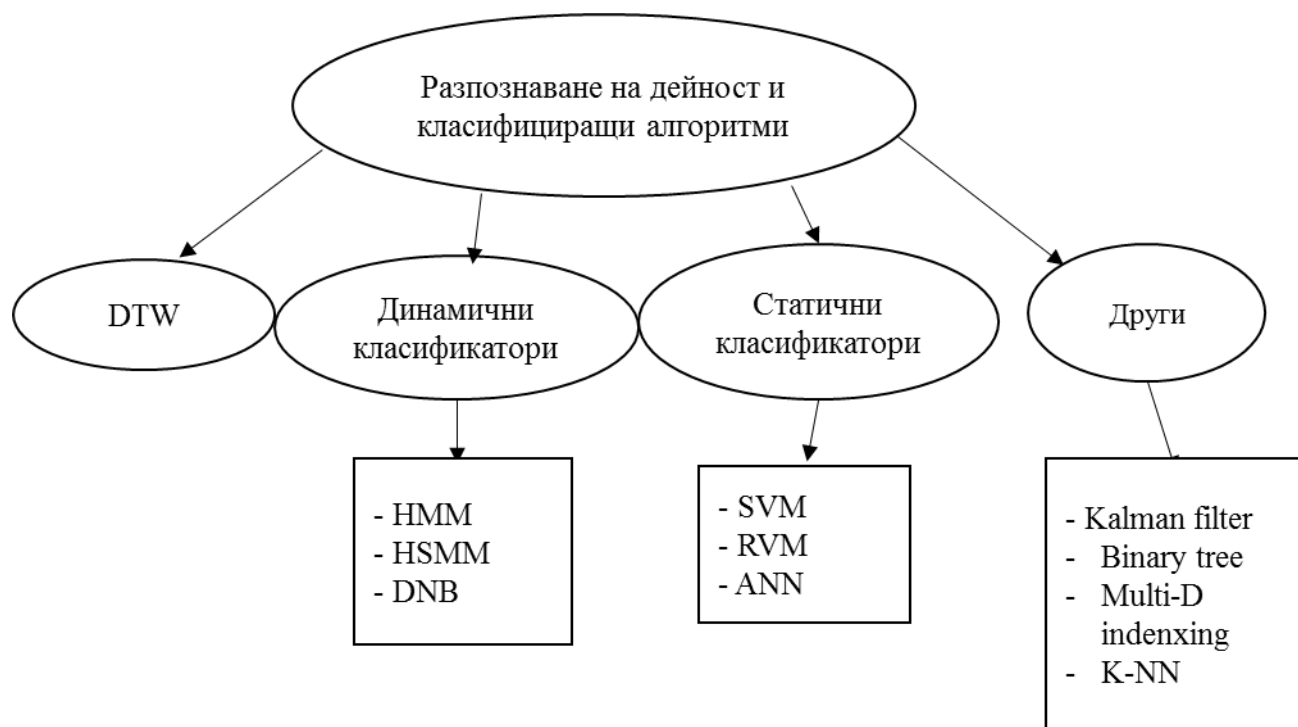 Разпознаване на дейност и
класифициращи алгоритми
DTW
Динамични
класификатори
Статични
класификатори
Други
- HMM
- HSMM
- DNB
- SVM
- RVM
- ANN
- Kalman filter
- Binary tree
- Multi-D
indenxing
- K-NN